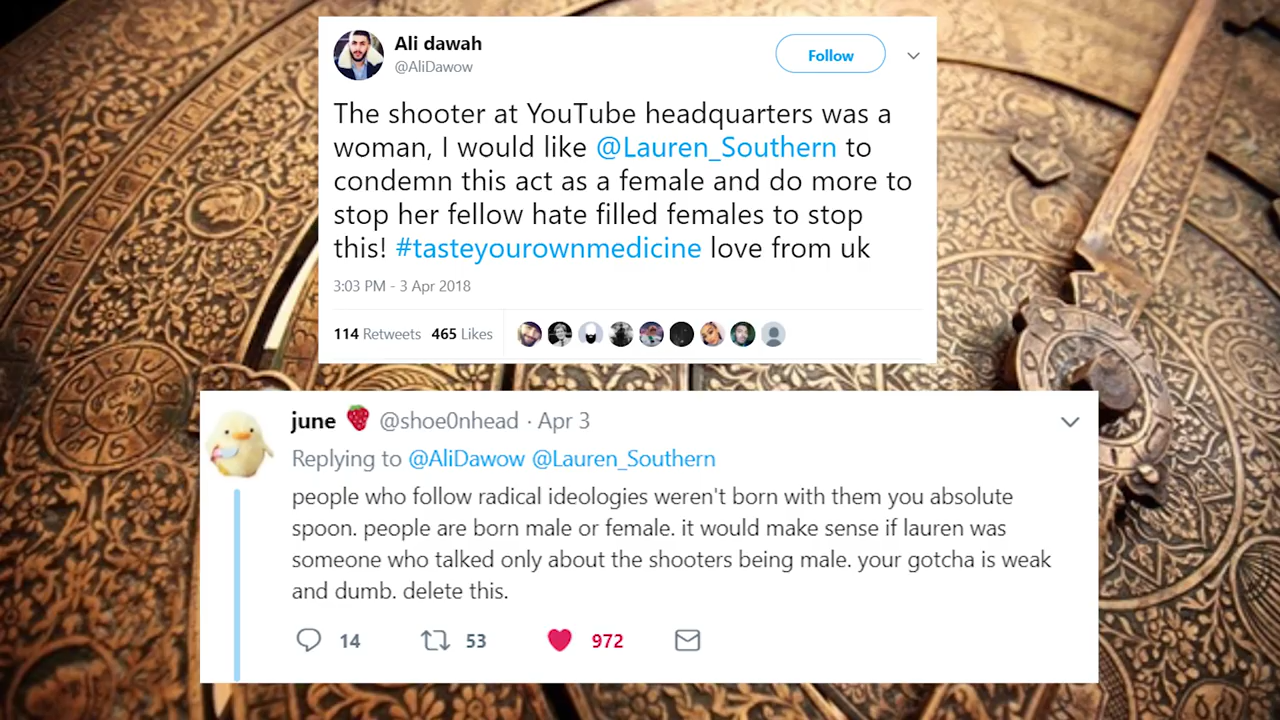 Ali dawah
@AliDawow
Follow
The shooter at YouTube headquarters was a
woman, I would like @Lauren_Southern to
condemn this act as a female and do more to
stop her fellow hate filled females to stop
this! #tasteyourownmedicine love from uk
3:03 PM - 3 Apr 2018
114 Retweets 465 Likes
june @shoe0nhead · Apr 3
Replying to @AliDawow @Lauren_Southern
people who follow radical ideologies weren't born with them you absolute
spoon. people are born male or female. it would make sense if lauren was
someone who talked only about the shooters being male. your gotcha is weak
and dumb. delete this.
14 53 972